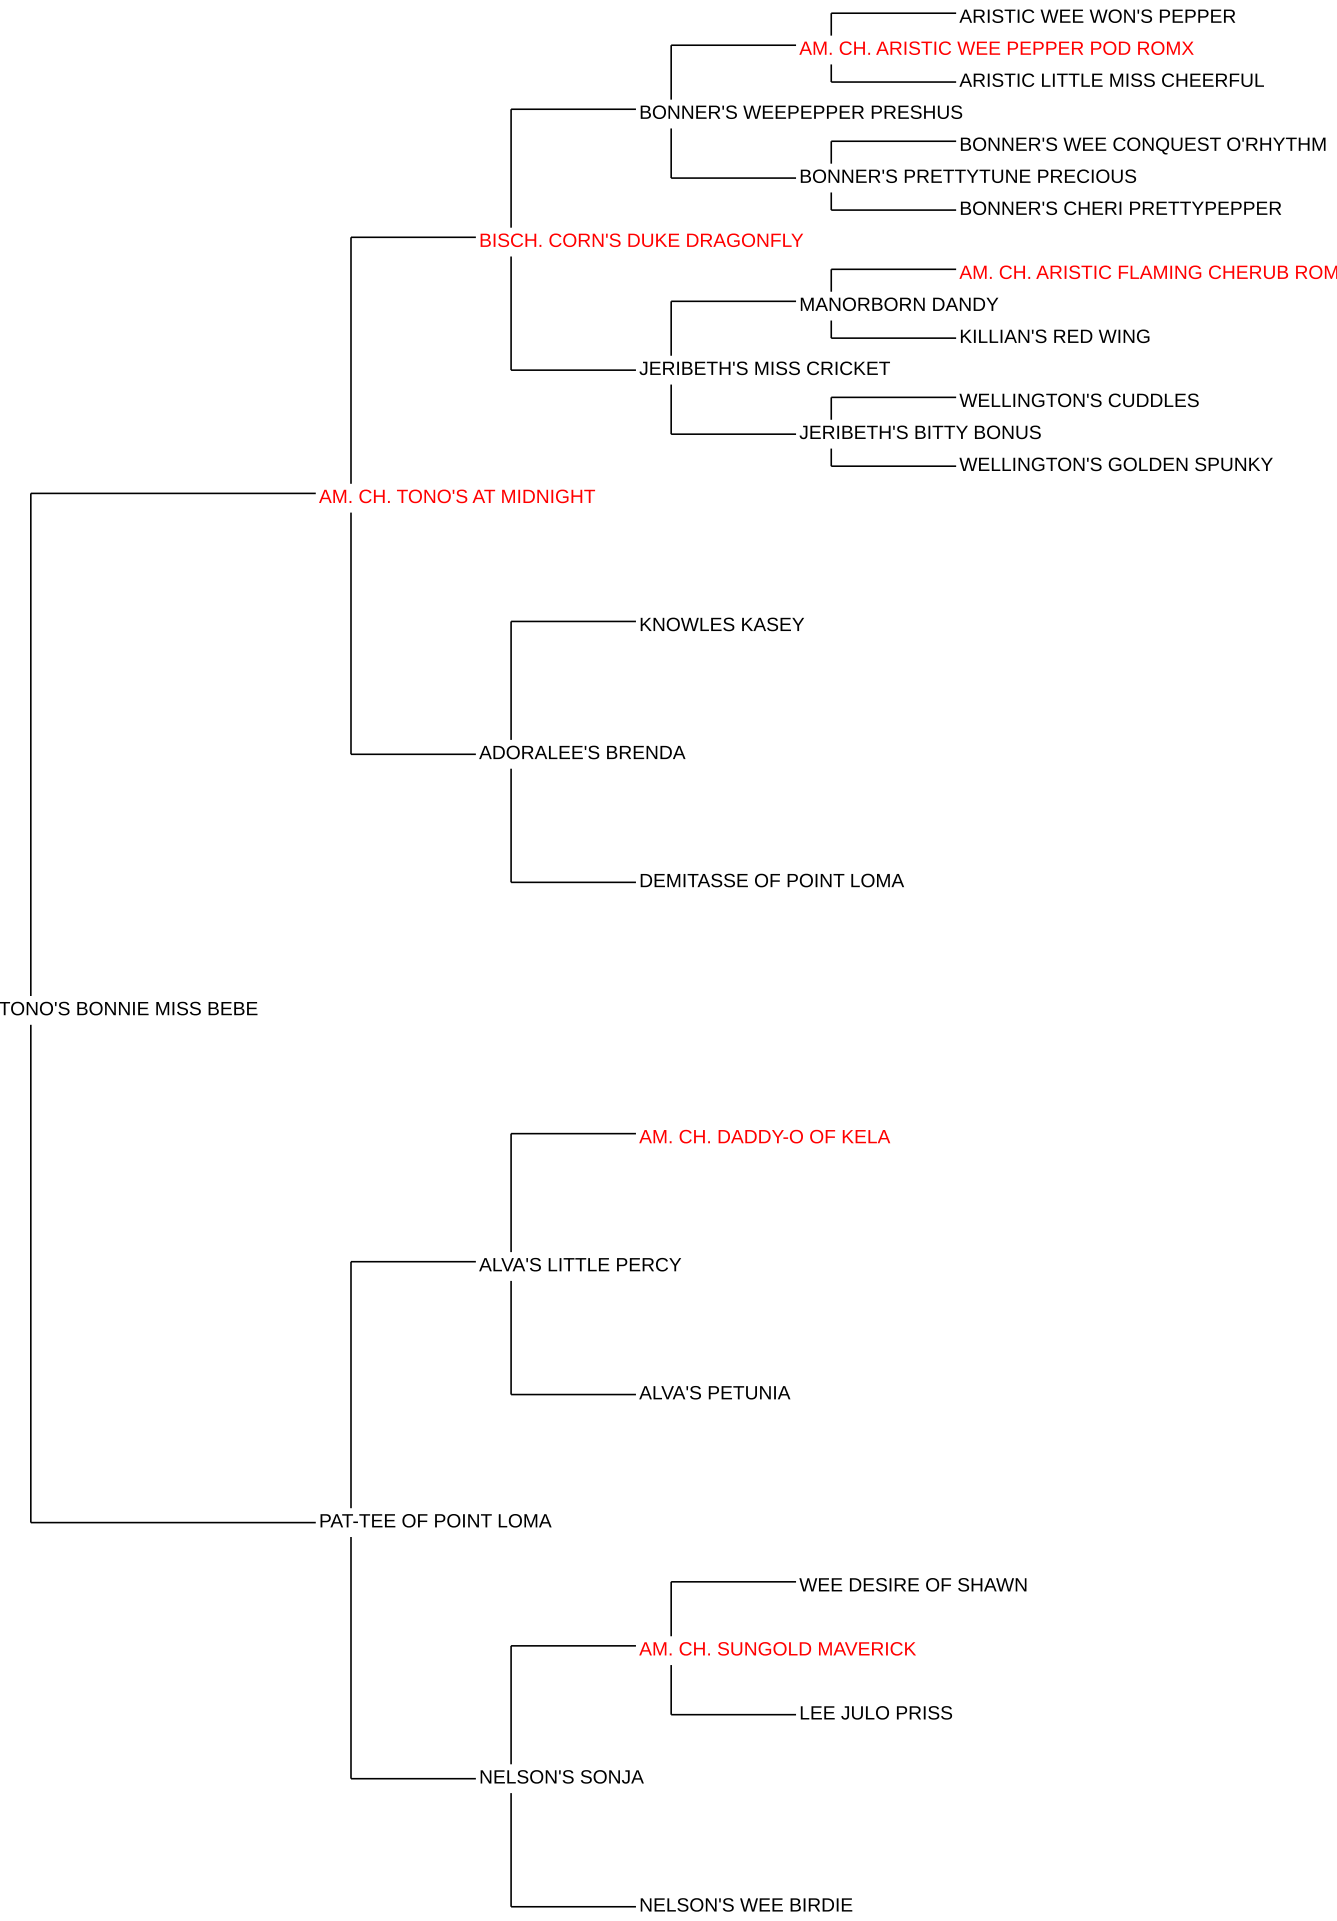 ARISTIC WEE WON'S PEPPER
AM. CH. ARISTIC WEE PEPPER POD ROMX
ARISTIC LITTLE MISS CHEERFUL
BONNER'S WEEPEPPER PRESHUS
BONNER'S WEE CONQUEST O'RHYTHM
BONNER'S PRETTYTUNE PRECIOUS
BONNER'S CHERI PRETTYPEPPER
BISCH. CORN'S DUKE DRAGONFLY
AM. CH. ARISTIC FLAMING CHERUB ROM
MANORBORN DANDY
KILLIAN'S RED WING
JERIBETH'S MISS CRICKET
WELLINGTON'S CUDDLES
JERIBETH'S BITTY BONUS
WELLINGTON'S GOLDEN SPUNKY
AM. CH. TONO'S AT MIDNIGHT
KNOWLES KASEY
ADORALEE'S BRENDA
DEMITASSE OF POINT LOMA
TONO'S BONNIE MISS BEBE
AM. CH. DADDY-O OF KELA
ALVA'S LITTLE PERCY
ALVA'S PETUNIA
PAT-TEE OF POINT LOMA
WEE DESIRE OF SHAWN
AM. CH. SUNGOLD MAVERICK
LEE JULO PRISS
NELSON'S SONJA
NELSON'S WEE BIRDIE